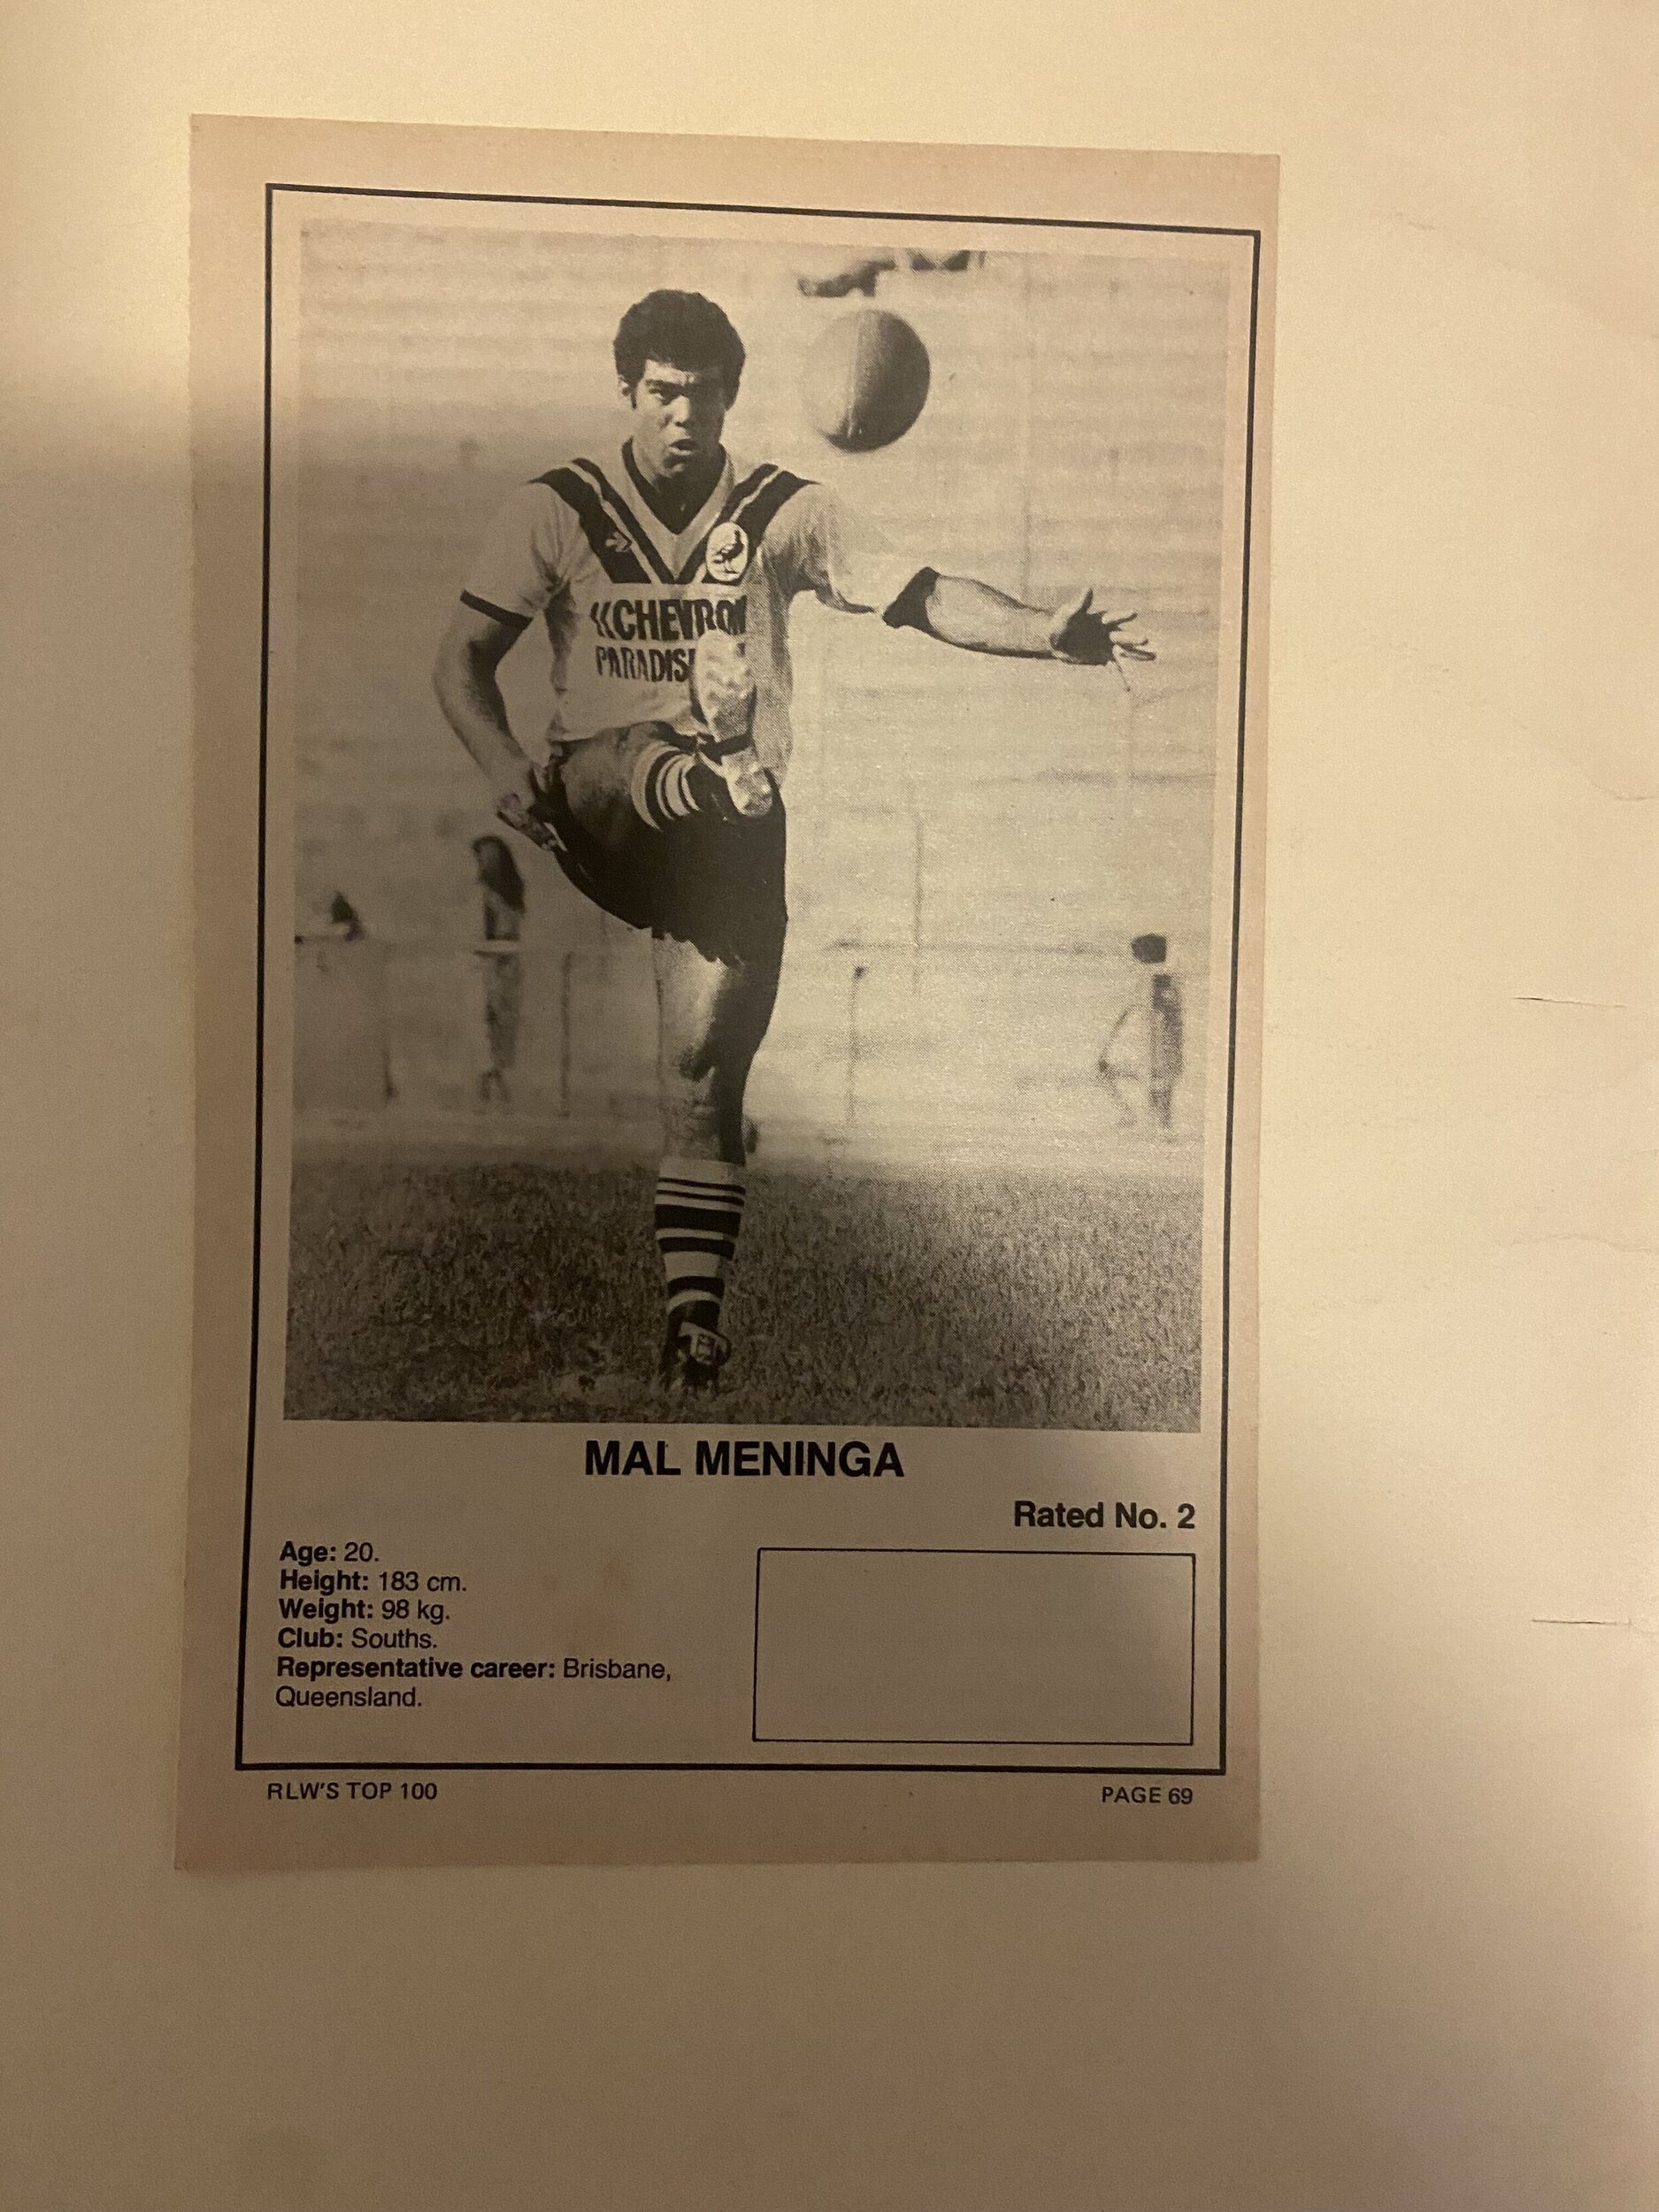 CHEVRON
MAL MENINGA
Rated No. 2
Age: 20.
Height: 183 cm.
Weight: 98 kg.
Club: Souths.
Representative career: Brisbane,
Queensland.
RLW'S TOP 100
PAGE 69